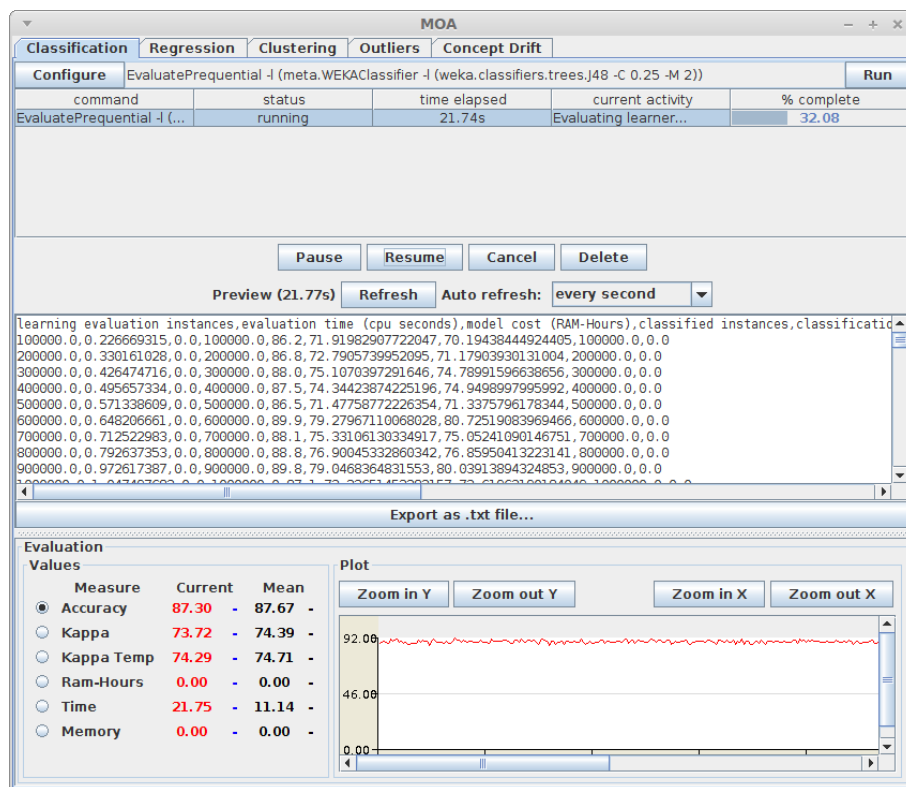 MOA
Classification Regression Clustering Outliers Concept Drift
Configure EvaluatePrequential -l (meta.WEKAClassifier -l (weka.classifiers.trees.J48 -C 0.25 -M 2)) Run
command status time elapsed current activity % complete
EvaluatePrequential -l (... running 21.74s Evaluating learner... 32.08
Pause Resume Cancel Delete
Preview (21.77s) Refresh Auto refresh: every second
learning evaluation instances,evaluation time (cpu seconds),model cost (RAM-Hours),classified instances,classificatio
100000.0,0.226669315,0.0,100000.0,86.2,71.91982907722047,70.19438444924405,100000.0,0.0
200000.0,0.330161028,0.0,200000.0,86.8,72.7905739952095,71.17903930131004,200000.0,0.0
300000.0,0.426474716,0.0,300000.0,88.0,75.1070397291646,74.78991596638656,300000.0,0.0
400000.0,0.495657334,0.0,400000.0,87.5,74.34423874225196,74.9498997995992,400000.0,0.0
500000.0,0.571338609,0.0,500000.0,86.5,71.47758772226354,71.3375796178344,500000.0,0.0
600000.0,0.648206661,0.0,600000.0,89.9,79.27967110068028,80.72519083969466,600000.0,0.0
700000.0,0.712522983,0.0,700000.0,88.1,75.33106130334917,75.05241090146751,700000.0,0.0
800000.0,0.792637353,0.0,800000.0,88.8,76.90045332860342,76.85950413223141,800000.0,0.0
900000.0,0.972617387,0.0,900000.0,89.8,79.0468364831553,80.03913894324853,900000.0,0.0
Export as .txt file...
Evaluation
Values Plot
Measure Current Mean Zoom in Y Zoom out Y Zoom in X Zoom out X
Accuracy 87.30 - 87.67 -
Kappa 73.72 - 74.39 -
Kappa Temp 74.29 - 74.71 -
Ram-Hours 0.00 - 0.00 -
Time 21.75 - 11.14 -
Memory 0.00 - 0.00 -
92.00
46.00
0.00